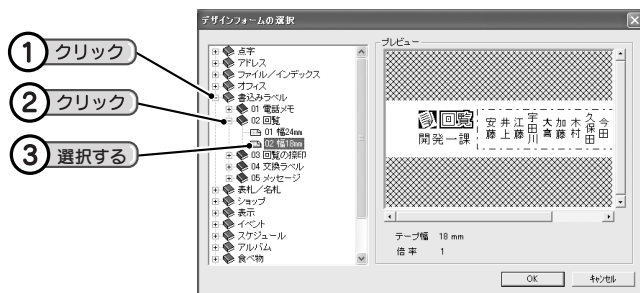 デザインフォームの選択
① クリック
② クリック
③ 選択する
点字
アドレス
ファイル／インデックス
オフィス
書込みラベル
01 電話メモ
02 回覧
01 幅24mm
02 幅18mm
03 回覧の捺印
04 交換ラベル
05 メッセージ
表札／名札
ショップ
表示
イベント
スケジュール
アルバム
食べ物
プレビュー
回覧
開発一課
安藤
井上
江藤
宇田川
大宮
加藤
木村
久保田
今田
テープ幅 18 mm
倍率 1
OK
キャンセル